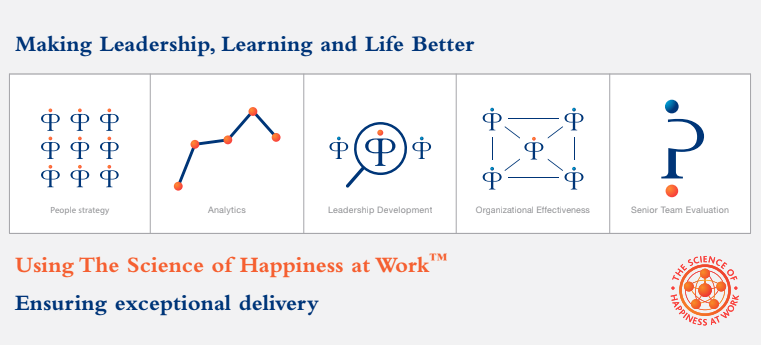 Making Leadership, Learning and Life Better
People strategy
Analytics
Leadership Development
Organizational Effectiveness
Senior Team Evaluation
Using The Science of Happiness at Work™
Ensuring exceptional delivery
• THE SCIENCE OF •
HAPPINESS AT WORK